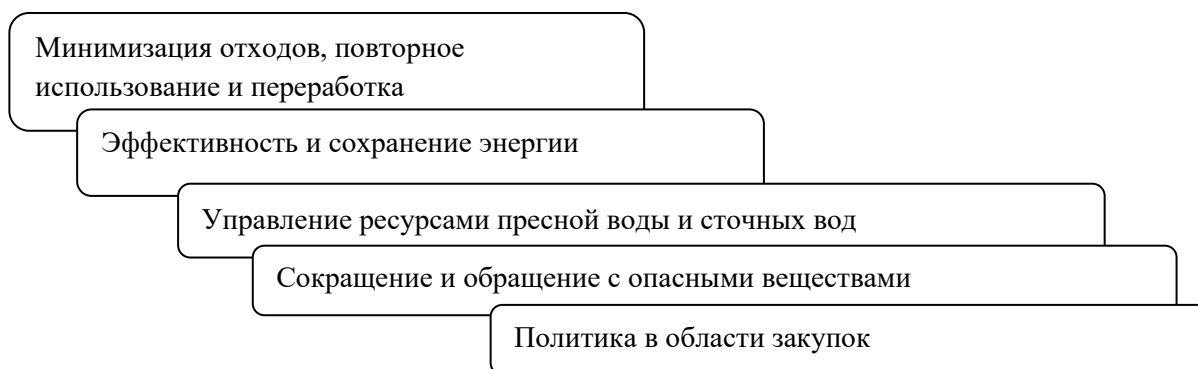 Минимизация отходов, повторное
использование и переработка
Эффективность и сохранение энергии
Управление ресурсами пресной воды и сточных вод
Сокращение и обращение с опасными веществами
Политика в области закупок